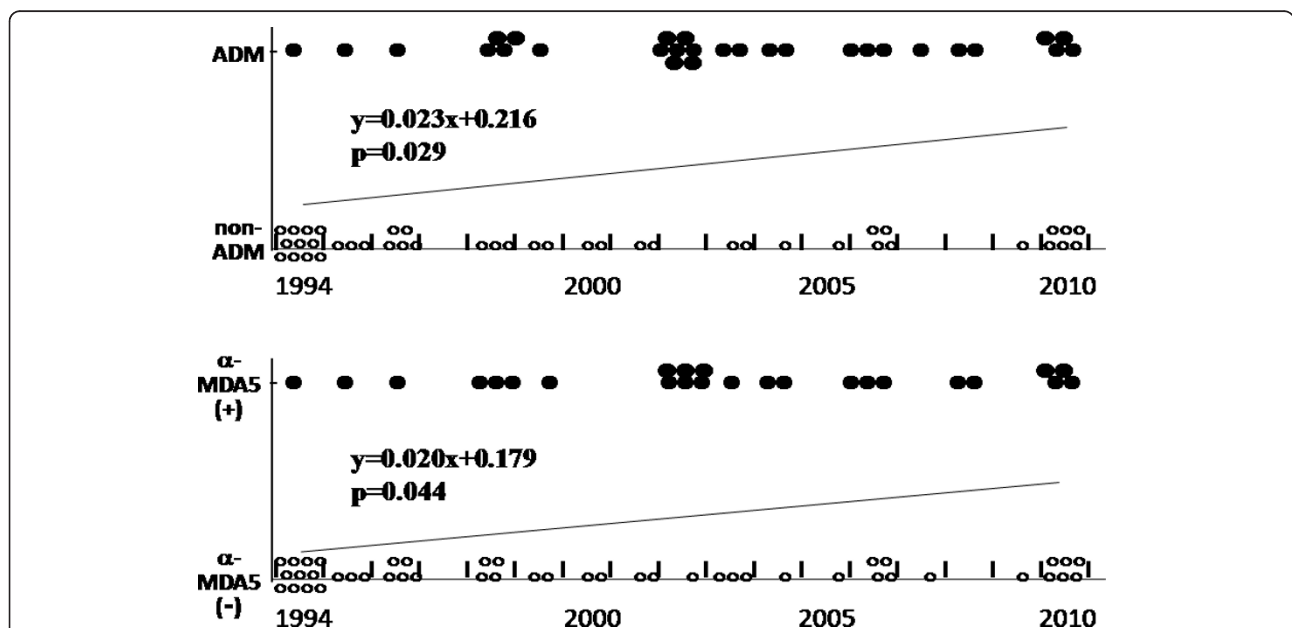 ADM
y=0.023x+0.216
p=0.029
non-
ADM
1994 2000 2005 2010
α-
MDA5
(+)
y=0.020x+0.179
p=0.044
α-
MDA5
(-)
1994 2000 2005 2010